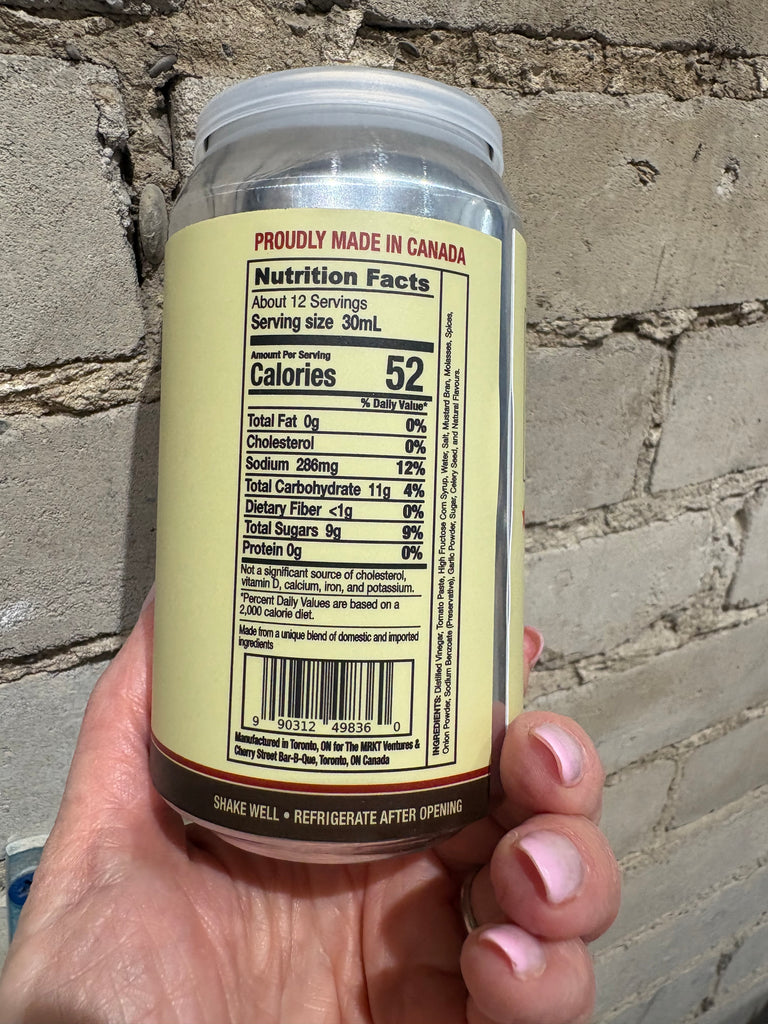 PROUDLY MADE IN CANADA
Nutrition Facts
About 12 Servings
Serving size 30mL
Amount Per Serving
Calories 52
% Daily Value*
Total Fat 0g 0%
Cholesterol 0%
Sodium 286mg 12%
Total Carbohydrate 11g 4%
Dietary Fiber <1g 0%
Total Sugars 9g 9%
Protein 0g 0%
Not a significant source of cholesterol,
vitamin D, calcium, iron, and potassium.
*Percent Daily Values are based on a
2,000 calorie diet.
Made from a unique blend of domestic and imported
ingredients
9 90312 49836 0
Manufactured in Toronto, ON for The MRKT Ventures &
Cherry Street Bar-B-Que, Toronto, ON Canada
INGREDIENTS: Distilled Vinegar, Tomato Paste, High Fructose Corn Syrup, Water, Salt, Mustard Bran, Molasses, Spices,
Onion Powder, Sodium Benzoate (Preservative), Garlic Powder, Sugar, Celery Seed, and Natural Flavours.
SHAKE WELL • REFRIGERATE AFTER OPENING